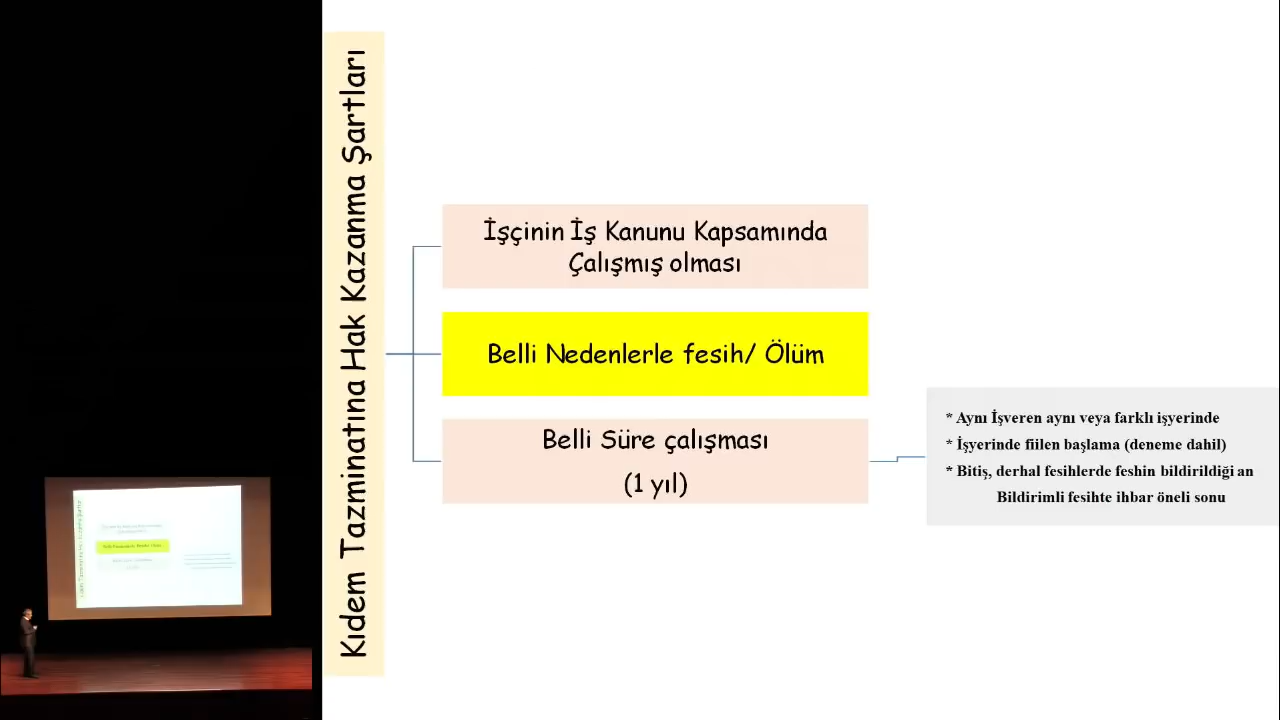 Kıdem Tazminatına Hak Kazanma Şartları
İşçinin İş Kanunu Kapsamında
Çalışmış olması
Belli Nedenlerle fesih/ Ölüm
Belli Süre çalışması
(1 yıl)
* Aynı İşveren aynı veya farklı işyerinde
* İşyerinde fiilen başlama (deneme dahil)
* Bitiş, derhal fesihlerde feshin bildirildiği an
Bildirimli fesihte ihbar öneli sonu